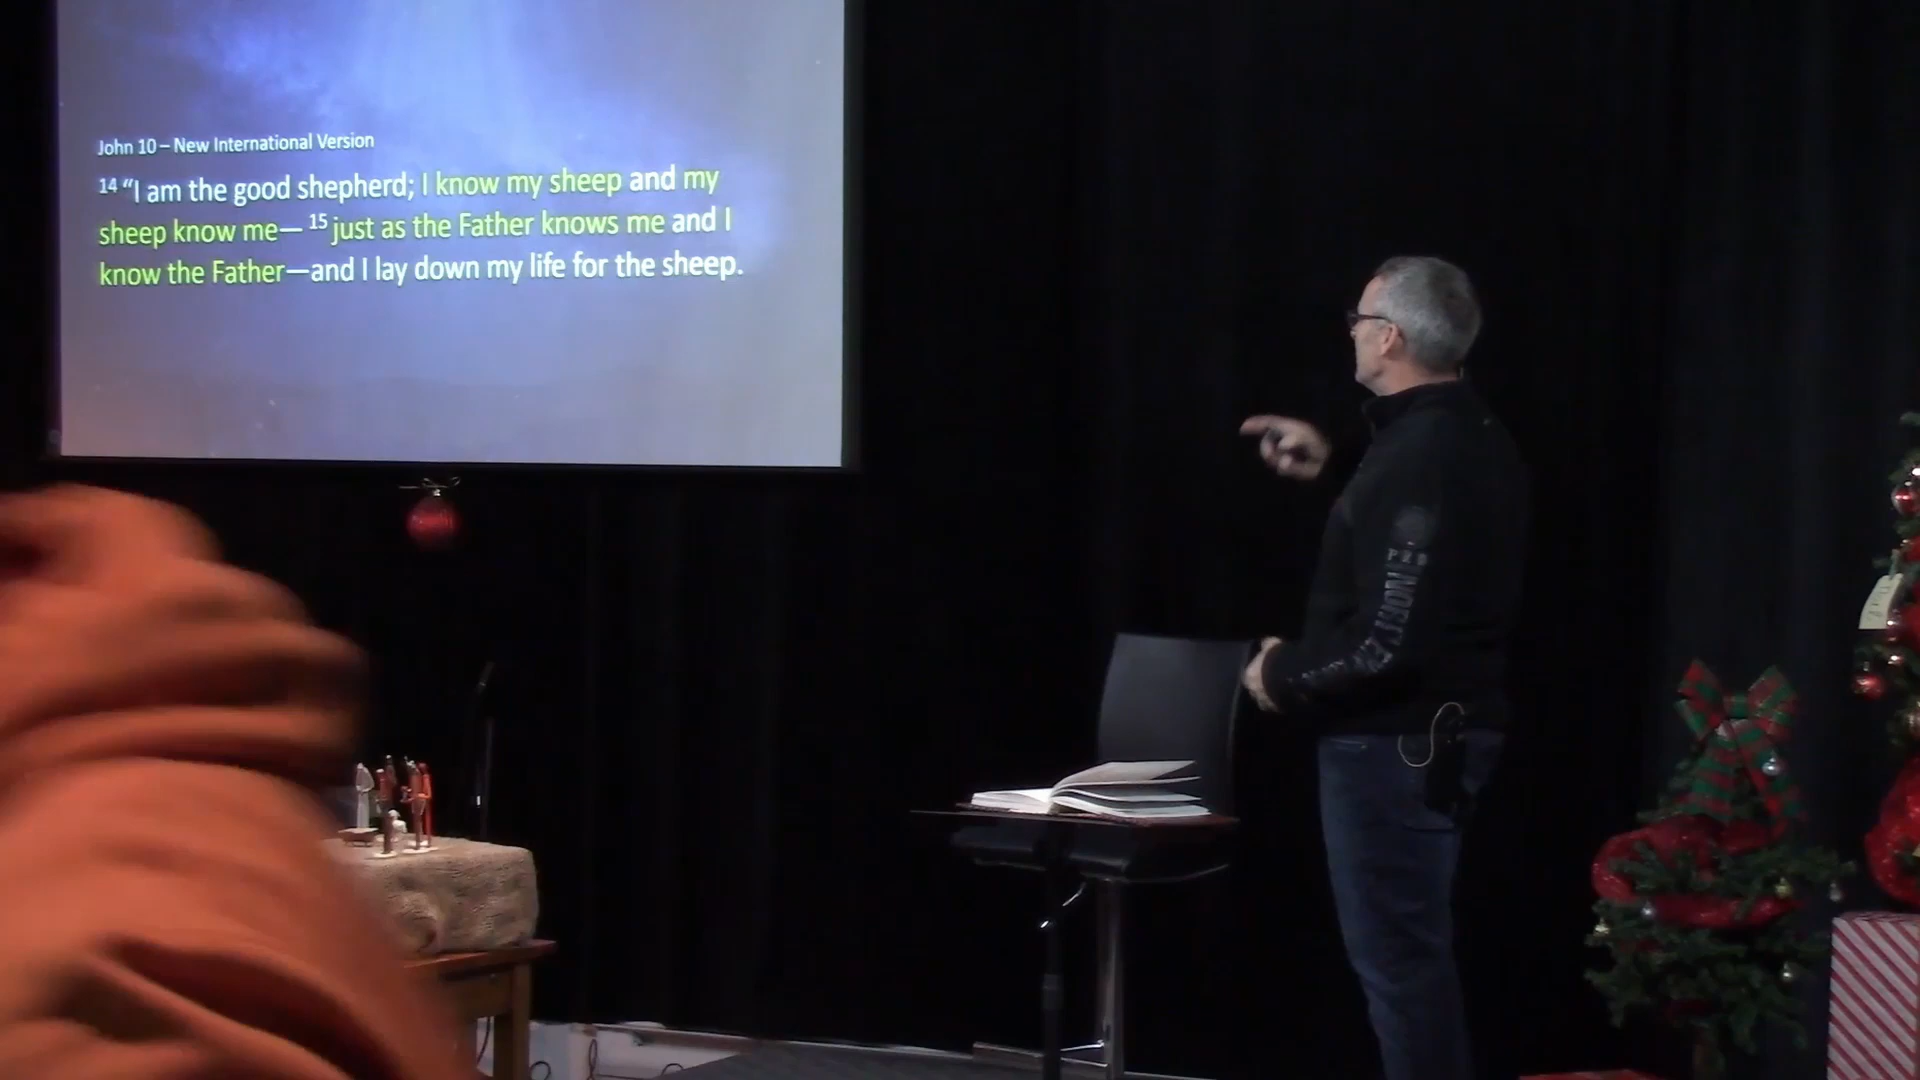 John 10 – New International Version
14 “I am the good shepherd; I know my sheep and my
sheep know me— 15 just as the Father knows me and I
know the Father—and I lay down my life for the sheep.